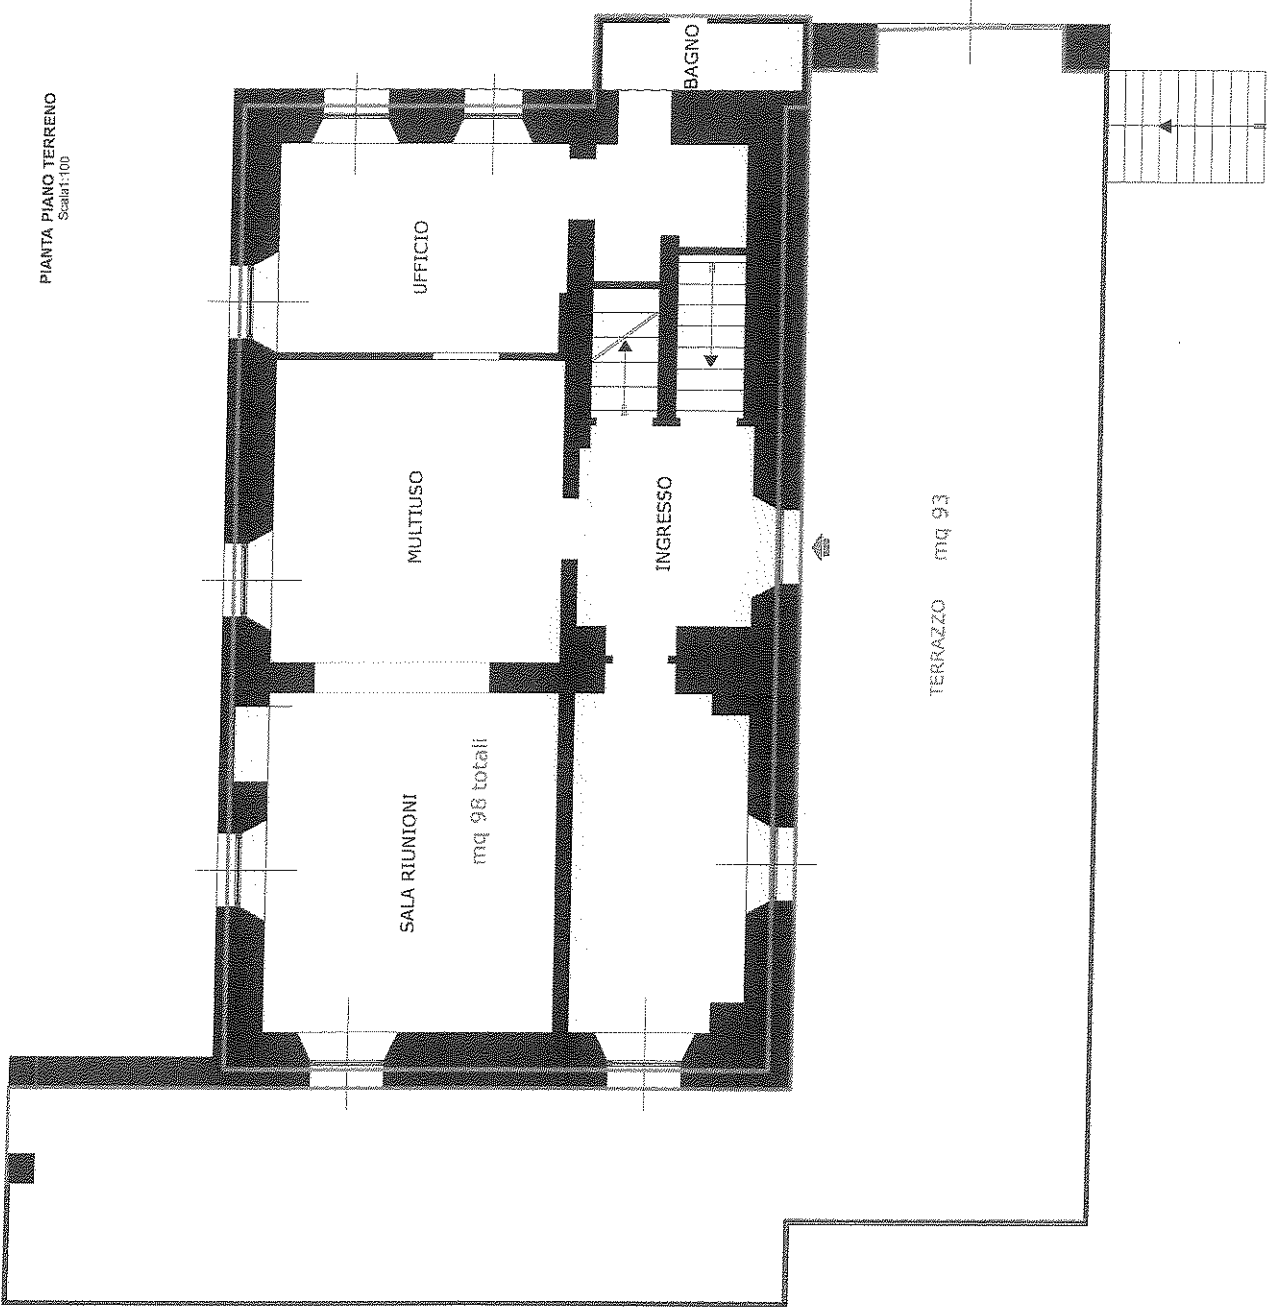 PIANTA PIANO TERRENO
Scala1:100
BAGNO
UFFICIO
MULTIUSO
INGRESSO
SALA RIUNIONI
mq 98 totali
TERRAZZO mq 93